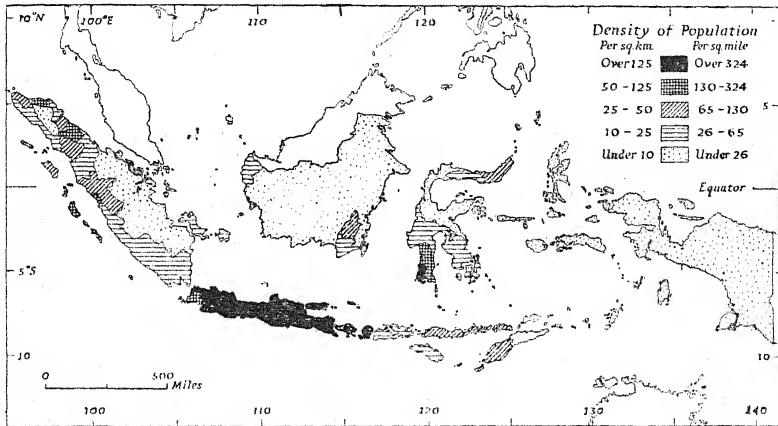 10°N 100°E 110 120
Density of Population
Per sq.km Per sq.mile
Over 125 Over 324
50 - 125 130 - 324
25 - 50 65 - 130
10 - 25 26 - 65
Under 10 Under 26
5
Equator
5°S
10 10
0 500
Miles
100 110 120 130 140